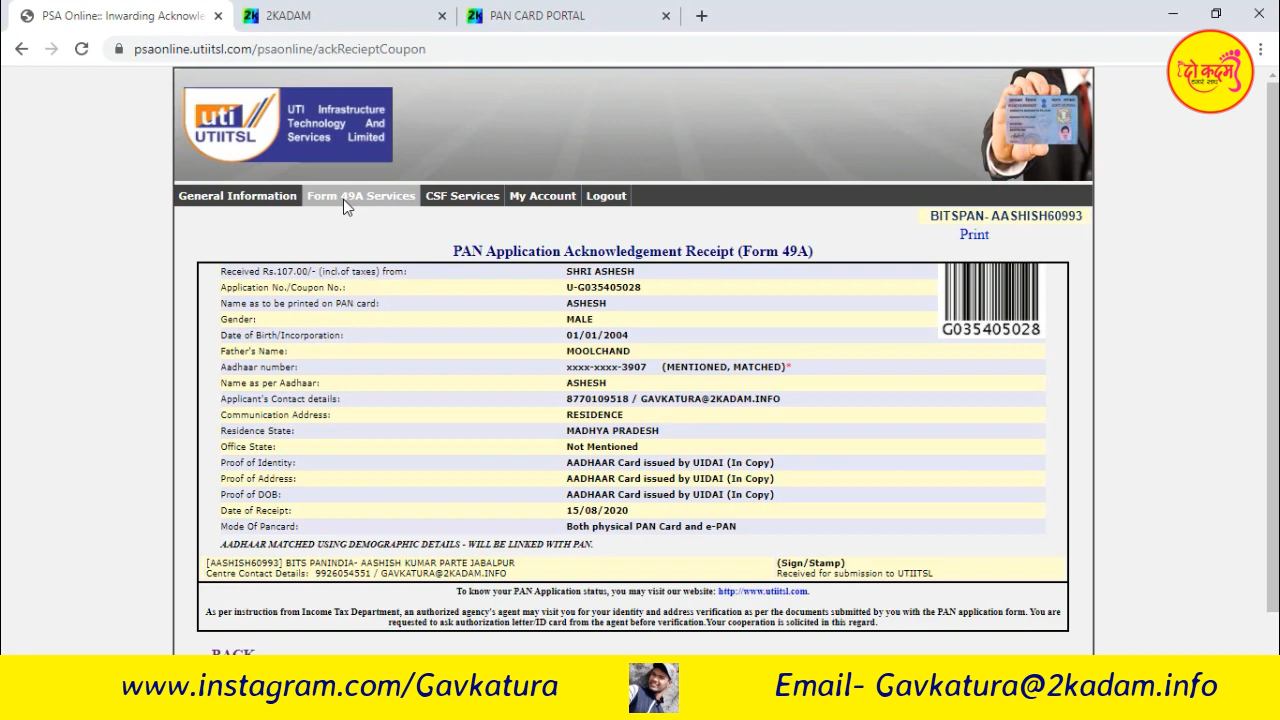 PSA Online:: Inwarding Acknowle
2KADAM
PAN CARD PORTAL
psaonline.utiitsl.com/psaonline/ackRecieptCoupon
दो कदम
uti
UTIITSL
UTI Infrastructure
Technology And
Services Limited
General Information Form 49A Services CSF Services My Account Logout
BITSPAN- AASHISH60993
Print
PAN Application Acknowledgement Receipt (Form 49A)
Received Rs.107.00/- (incl.of taxes) from: SHRI ASHESH
Application No./Coupon No.: U-G035405028
Name as to be printed on PAN card: ASHESH
Gender: MALE
G035405028
Date of Birth/Incorporation: 01/01/2004
Father's Name: MOOLCHAND
Aadhaar number: xxxx-xxxx-3907 (MENTIONED, MATCHED)*
Name as per Aadhaar: ASHESH
Applicant's Contact details: 8770109518 / GAVKATURA@2KADAM.INFO
Communication Address: RESIDENCE
Residence State: MADHYA PRADESH
Office State: Not Mentioned
Proof of Identity: AADHAAR Card issued by UIDAI (In Copy)
Proof of Address: AADHAAR Card issued by UIDAI (In Copy)
Proof of DOB: AADHAAR Card issued by UIDAI (In Copy)
Date of Receipt: 15/08/2020
Mode Of Pancard: Both physical PAN Card and e-PAN
AADHAAR MATCHED USING DEMOGRAPHIC DETAILS - WILL BE LINKED WITH PAN.
[AASHISH60993] BITS PANINDIA- AASHISH KUMAR PARTE JABALPUR (Sign/Stamp)
Centre Contact Details: 9926054551 / GAVKATURA@2KADAM.INFO Received for submission to UTIITSL
To know your PAN Application status, you may visit our website: http://www.utiitsl.com.
As per instruction from Income Tax Department, an authorized agency's agent may visit you for your identity and address verification as per the documents submitted by you with the PAN application form. You are
requested to ask authorization letter/ID card from the agent before verification.Your cooperation is solicited in this regard.
BACK
www.instagram.com/Gavkatura
Email- Gavkatura@2kadam.info